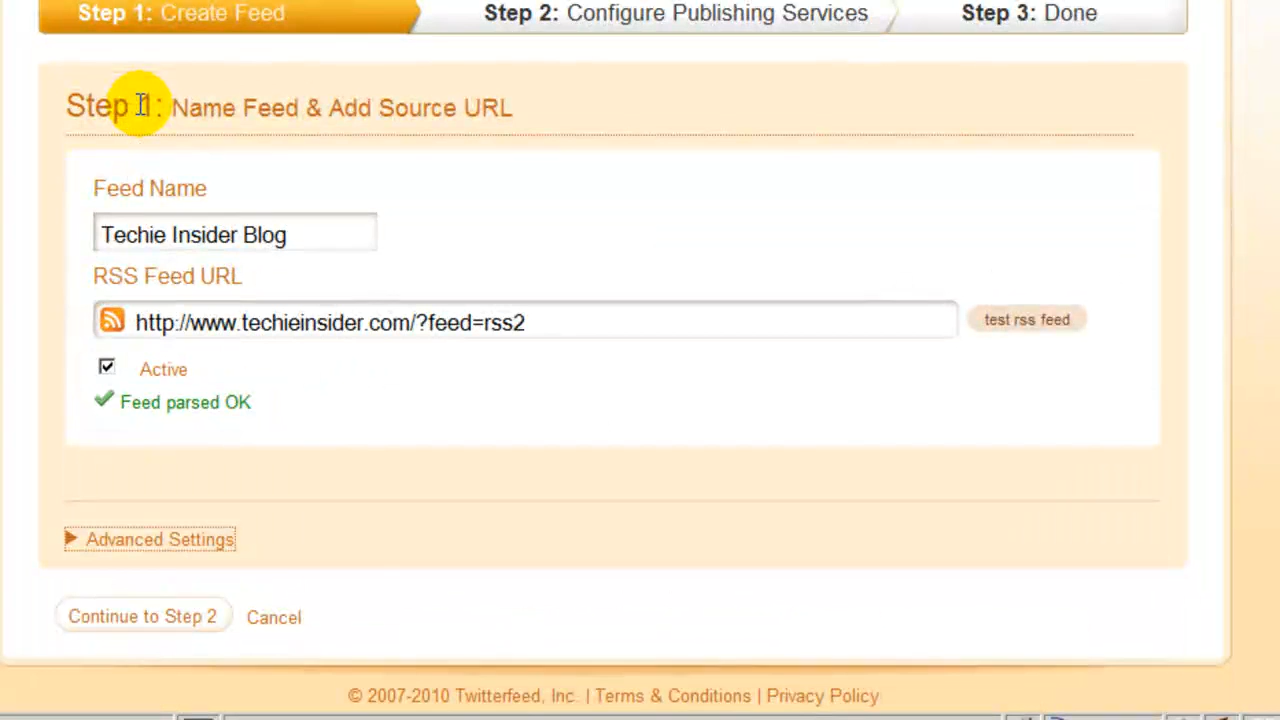 Step 1: Create Feed Step 2: Configure Publishing Services Step 3: Done
Step 1: Name Feed & Add Source URL
Feed Name
Techie Insider Blog
RSS Feed URL
http://www.techieinsider.com/?feed=rss2 test rss feed
Active
Feed parsed OK
Advanced Settings
Continue to Step 2 Cancel
© 2007-2010 Twitterfeed, Inc. | Terms & Conditions | Privacy Policy